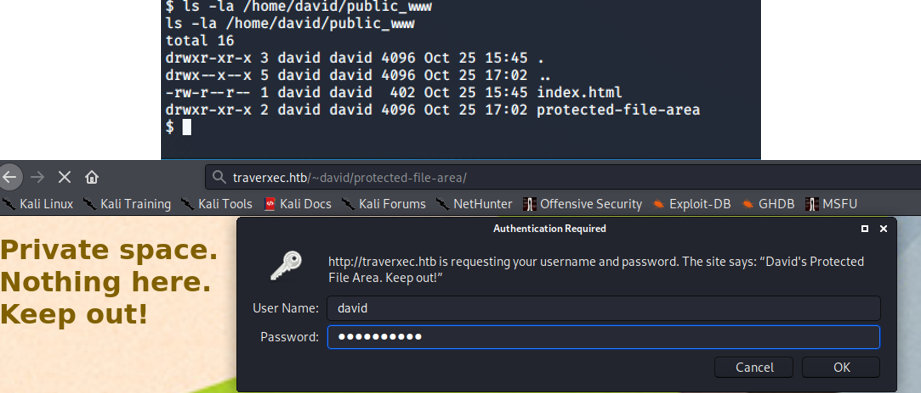 $ ls -la /home/david/public_www
ls -la /home/david/public_www
total 16
drwxr-xr-x 3 david david 4096 Oct 25 15:45 .
drwx--x--x 5 david david 4096 Oct 25 17:02 ..
-rw-r--r-- 1 david david  402 Oct 25 15:45 index.html
drwxr-xr-x 2 david david 4096 Oct 25 17:02 protected-file-area
$
traverxec.htb/~david/protected-file-area/
Kali Linux Kali Training Kali Tools Kali Docs Kali Forums NetHunter Offensive Security Exploit-DB GHDB MSFU
Private space.
Nothing here.
Keep out!
Authentication Required
http://traverxec.htb is requesting your username and password. The site says: “David's Protected
File Area. Keep out!”
User Name: david
Password: ●●●●●●●●●●
Cancel OK